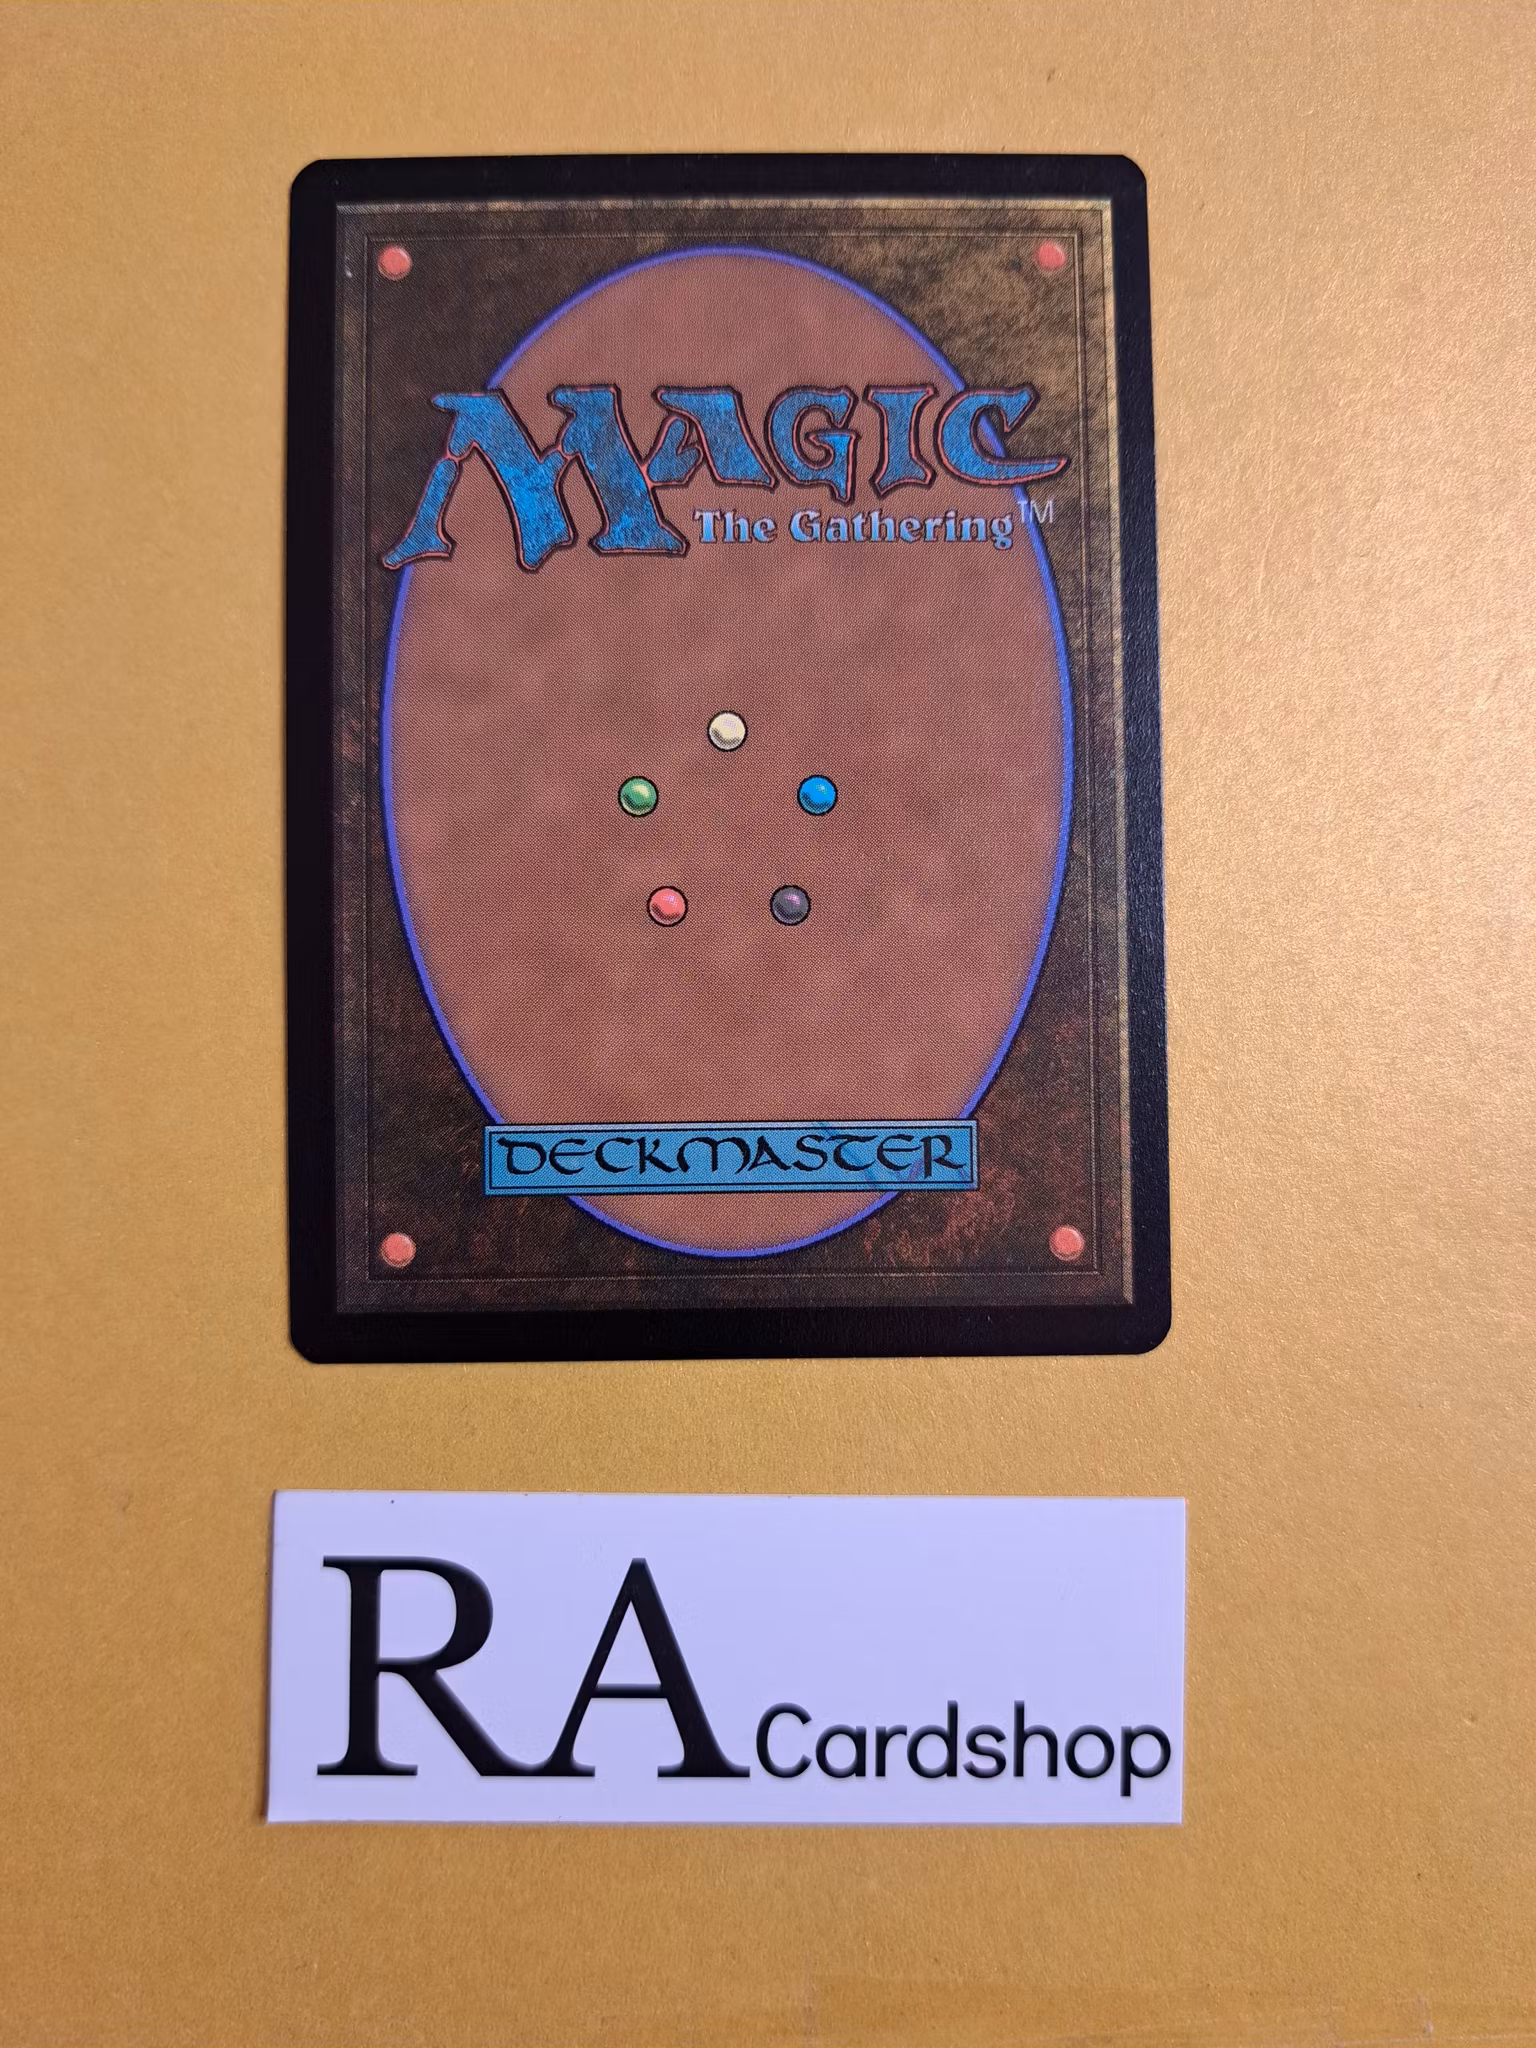 MAGIC
The Gathering™
DECKMASTER
RA Cardshop